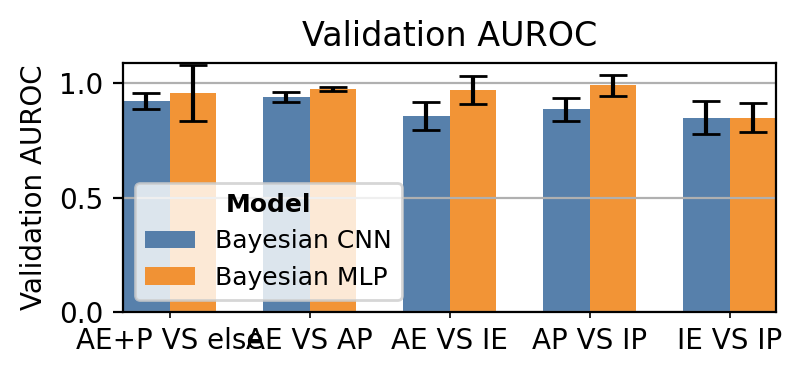 Validation AUROC
Validation AUROC
1.0
0.5
0.0
Model
Bayesian CNN
Bayesian MLP
AE+P VS else
AE VS AP
AE VS IE
AP VS IP
IE VS IP